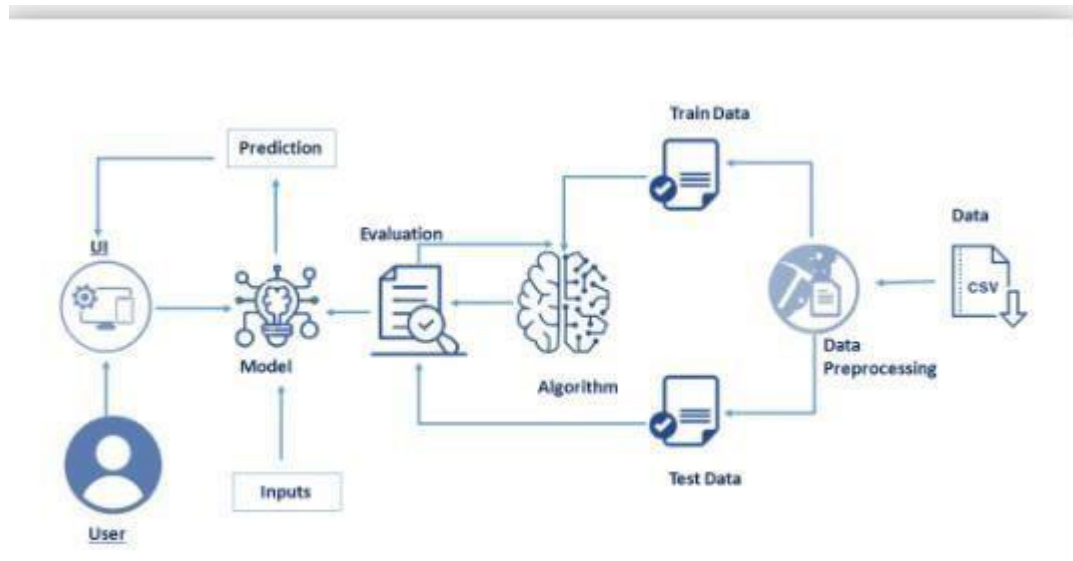 Train Data
Prediction
Data
Evaluation
UI
CSV
Model
Data
Preprocessing
Algorithm
Test Data
Inputs
User